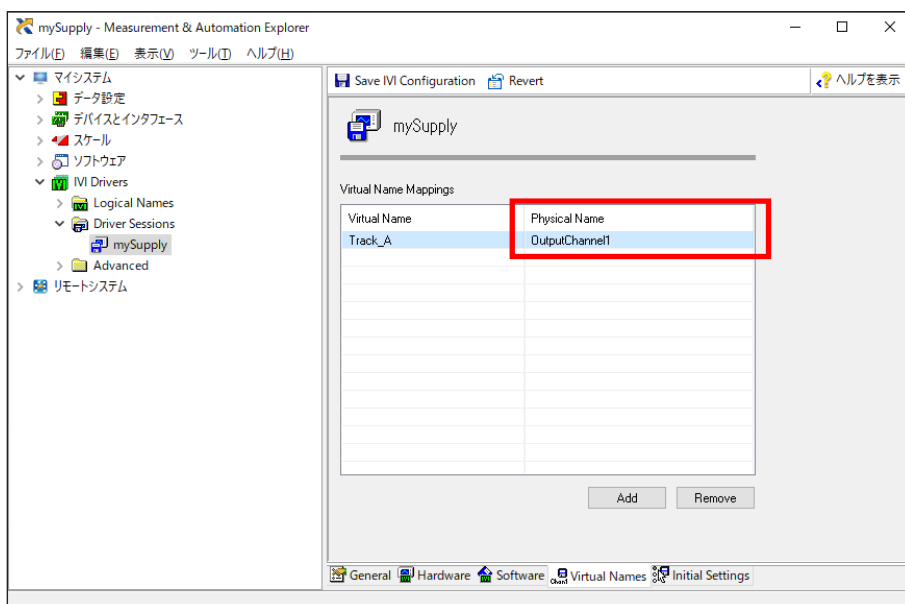 mySupply - Measurement & Automation Explorer
ファイル(F) 編集(E) 表示(V) ツール(T) ヘルプ(H)
マイシステム
データ設定
デバイスとインタフェース
スケール
ソフトウェア
IVI Drivers
Logical Names
Driver Sessions
mySupply
Advanced
リモートシステム
Save IVI Configuration Revert
ヘルプを表示
mySupply
Virtual Name Mappings
Virtual Name Physical Name
Track_A OutputChannel1
Add Remove
General Hardware Software Virtual Names Initial Settings